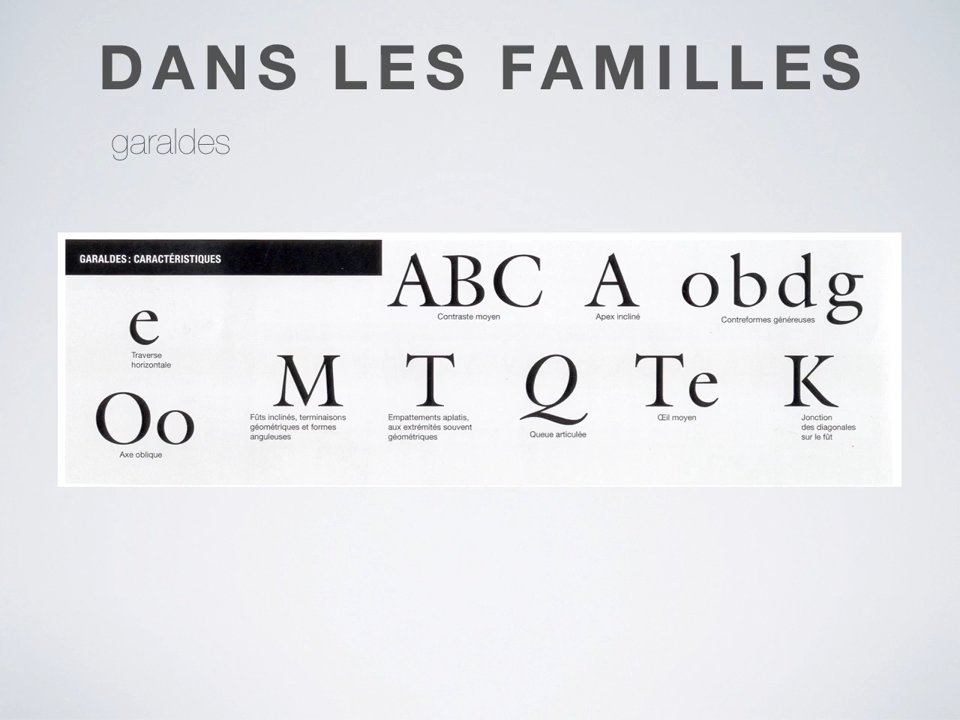 DANS LES FAMILLES
garaldes
GARALDES : CARACTÉRISTIQUES
ABC
Contraste moyen
A
Apex incliné
obdg
Contreformes généreuses
e
Traverse
horizontale
Oo
Axe oblique
M
Fûts inclinés, terminaisons
géométriques et formes
anguleuses
T
Empattements aplatis,
aux extrémités souvent
géométriques
Q
Queue articulée
Te
Œil moyen
K
Jonction
des diagonales
sur le fût